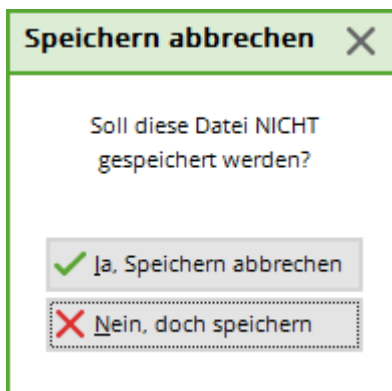 Speichern abbrechen
Soll diese Datei NICHT
gespeichert werden?
Ja, Speichern abbrechen
Nein, doch speichern